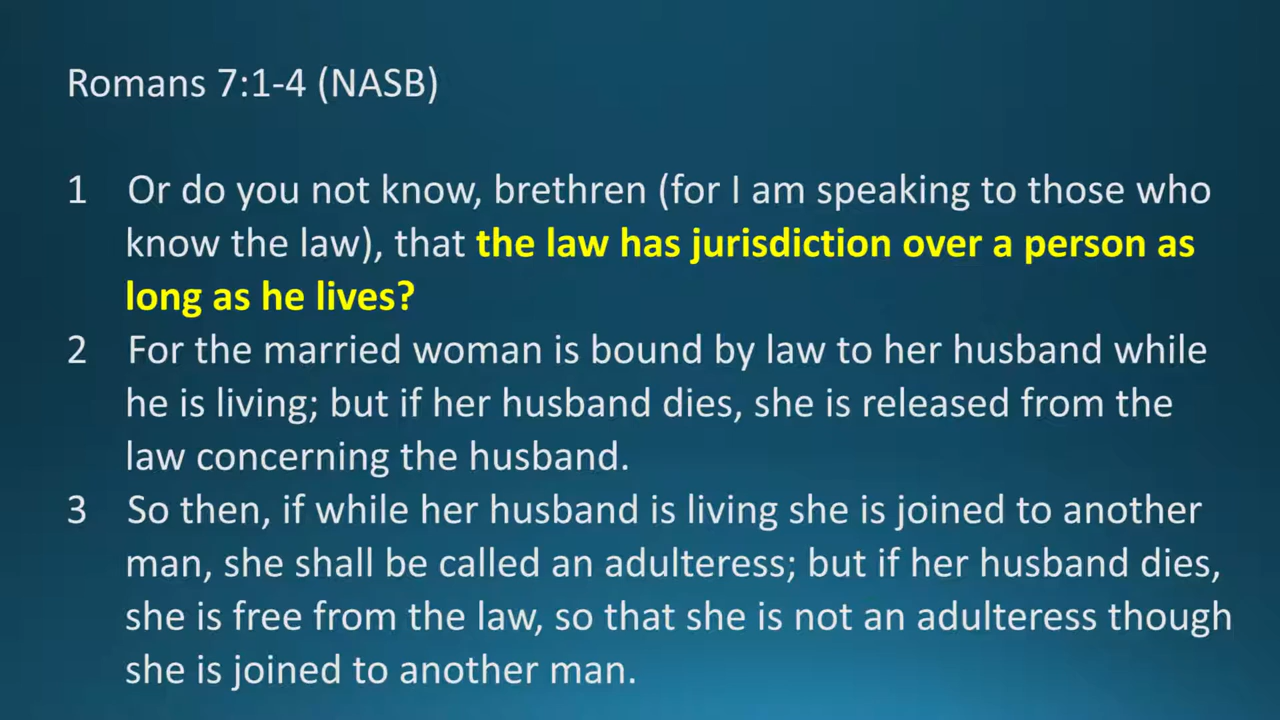 Romans 7:1-4 (NASB)
1 Or do you not know, brethren (for I am speaking to those who
know the law), that the law has jurisdiction over a person as
long as he lives?
2 For the married woman is bound by law to her husband while
he is living; but if her husband dies, she is released from the
law concerning the husband.
3 So then, if while her husband is living she is joined to another
man, she shall be called an adulteress; but if her husband dies,
she is free from the law, so that she is not an adulteress though
she is joined to another man.